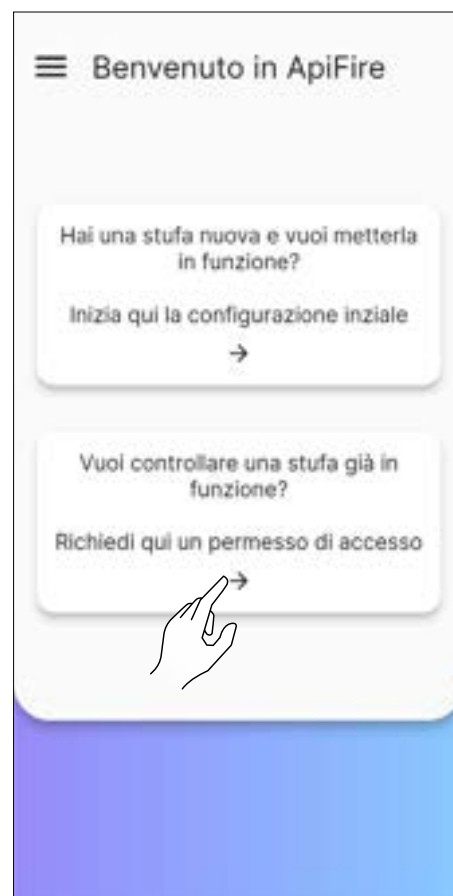 Benvenuto in ApiFire
Hai una stufa nuova e vuoi metterla
in funzione?
Inizia qui la configurazione inziale
Vuoi controllare una stufa già in
funzione?
Richiedi qui un permesso di accesso